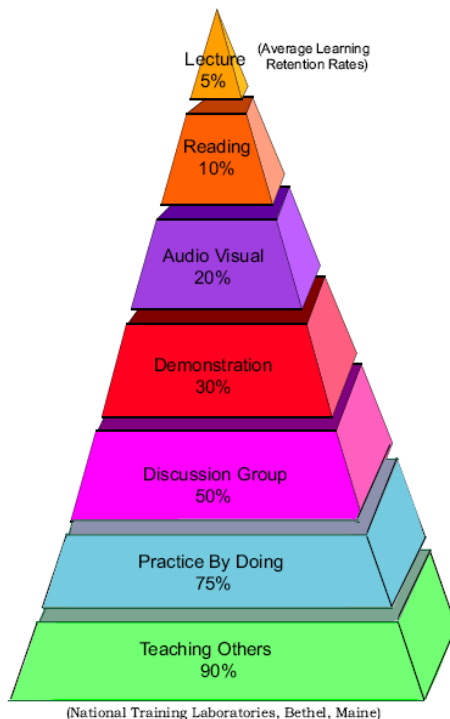 Lecture
5%
(Average Learning
Retention Rates)
Reading
10%
Audio Visual
20%
Demonstration
30%
Discussion Group
50%
Practice By Doing
75%
Teaching Others
90%
(National Training Laboratories, Bethel, Maine)